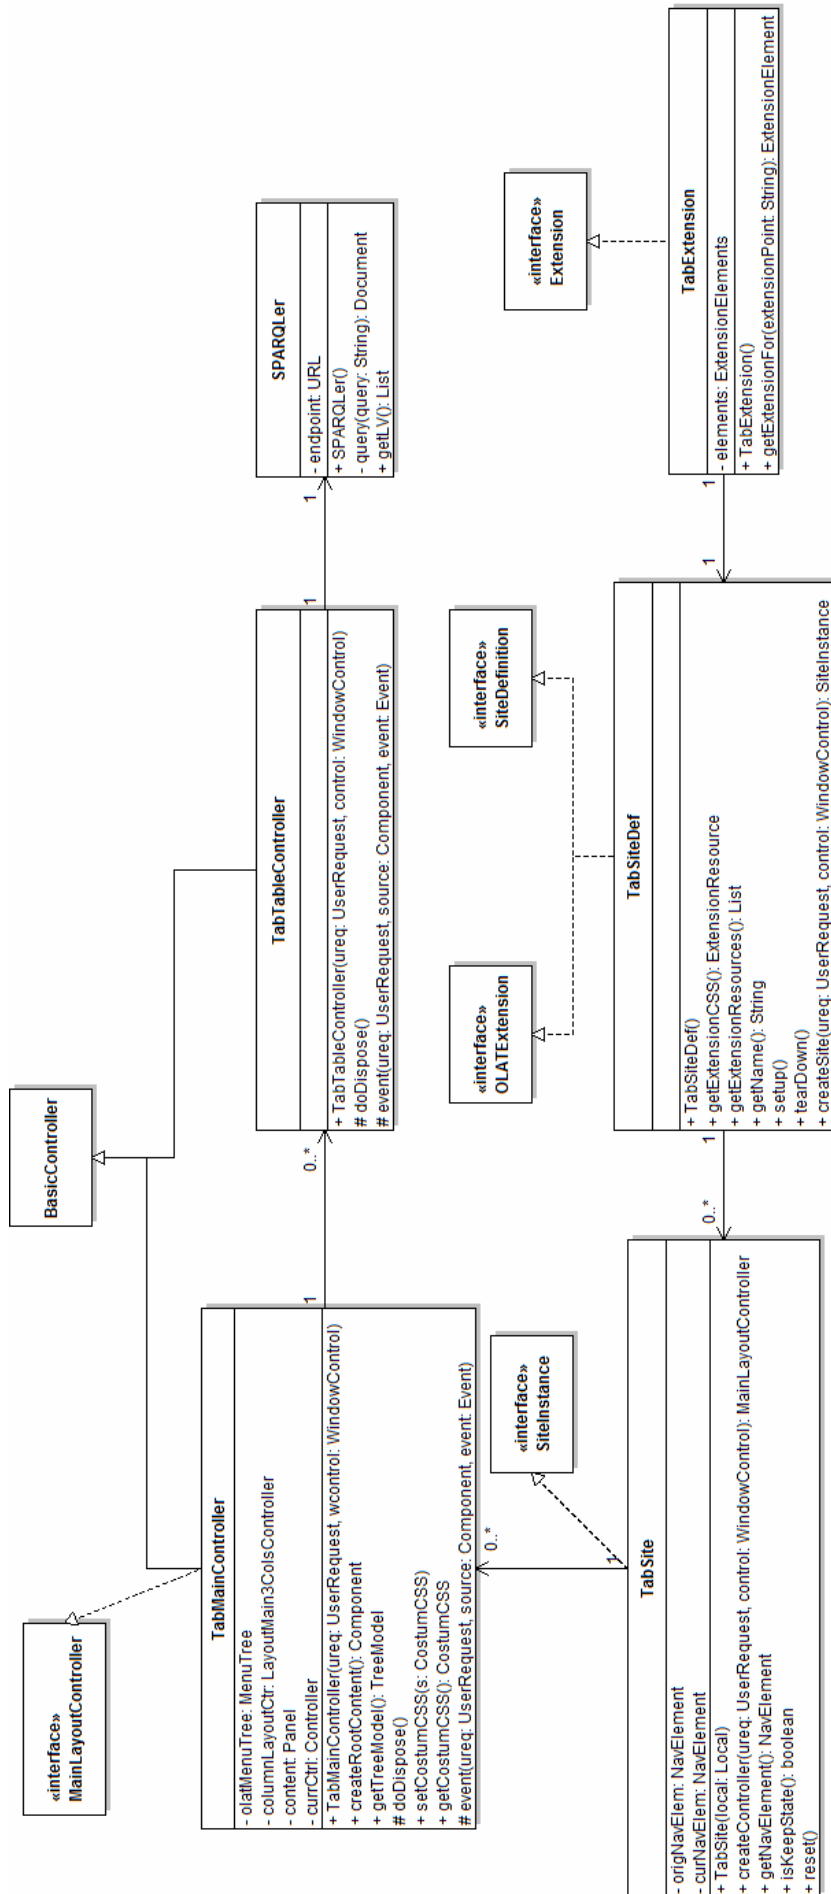 «interface»
MainLayoutController
BasicController
TabMainController
- olatMenuTree: MenuTree
- columnLayoutCtr: LayoutMain3ColsController
- content: Panel
- currCtrl: Controller
+ TabMainController(ureq: UserRequest, wcontrol: WindowControl)
+ createRootContent(): Component
+ getTreeModel(): TreeModel
# doDispose()
+ setCostumCSS(s: CostumCSS)
+ getCostumCSS(): CostumCSS
# event(ureq: UserRequest, source: Component, event: Event)
1
0..*
TabTableController
+ TabTableController(ureq: UserRequest, control: WindowControl)
# doDispose()
# event(ureq: UserRequest, source: Component, event: Event)
1
1
SPARQLer
- endpoint: URL
+ SPARQLer()
- query(query: String): Document
+ getLV(): List
0..*
1
«interface»
SiteInstance
«interface»
OLATExtension
«interface»
SiteDefinition
«interface»
Extension
TabSite
- origNavElem: NavElement
- curNavElem: NavElement
+ TabSite(local: Local)
+ createController(ureq: UserRequest, control: WindowControl): MainLayoutController
+ getNavElement(): NavElement
+ isKeepState(): boolean
+ reset()
0..*
1
TabSiteDef
+ TabSiteDef()
+ getExtensionCSS(): ExtensionResource
+ getExtensionResources(): List
+ getName(): String
+ setup()
+ tearDown()
+ createSite(ureq: UserRequest, control: WindowControl): SiteInstance
1
1
TabExtension
- elements: ExtensionElements
+ TabExtension()
+ getExtensionFor(extensionPoint: String): ExtensionElement